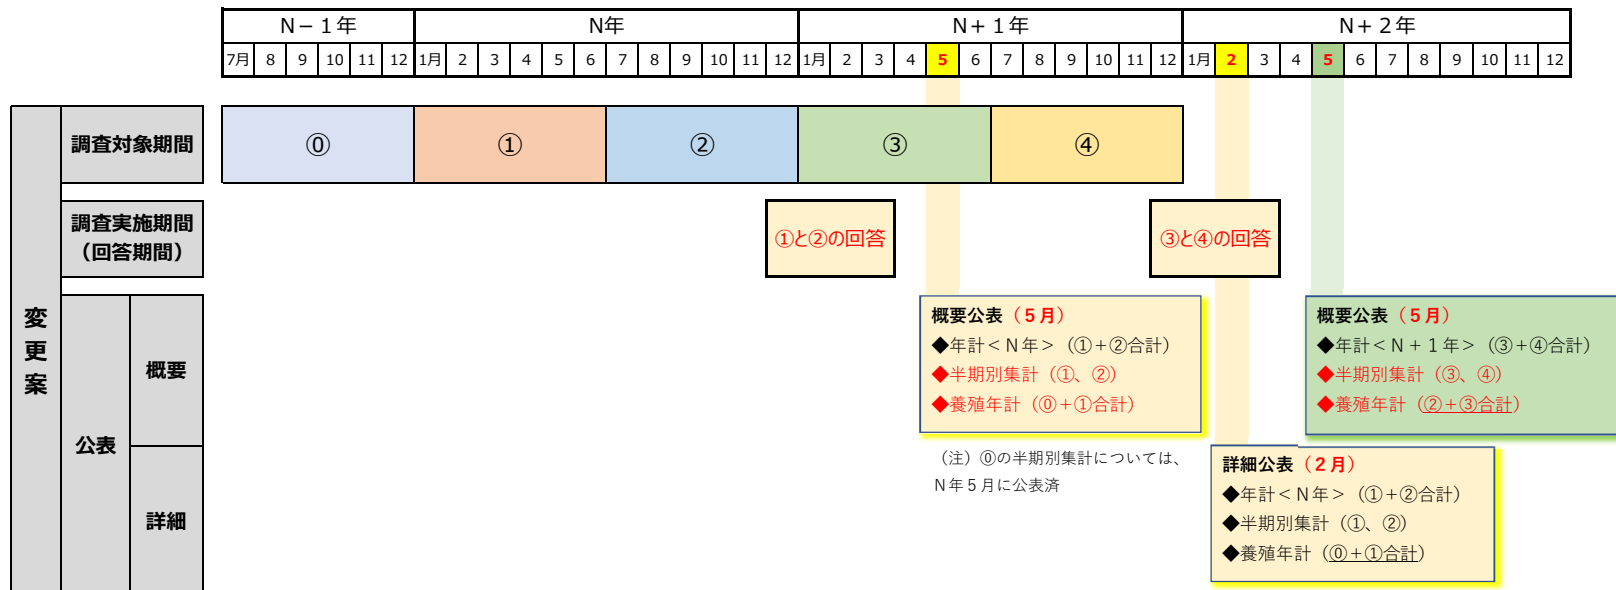 N－1年 N年 N＋1年 N＋2年
7月 8 9 10 11 12 1月 2 3 4 5 6 7 8 9 10 11 12 1月 2 3 4 5 6 7 8 9 10 11 12 1月 2 3 4 5 6 7 8 9 10 11 12
変更案
調査対象期間
⓪ ① ② ③ ④
調査実施期間
（回答期間）
①と②の回答
③と④の回答
公表
概要
概要公表（５月）
◆年計＜Ｎ年＞（①＋②合計）
◆半期別集計（①、②）
◆養殖年計（⓪＋①合計）
概要公表（５月）
◆年計＜Ｎ＋１年＞（③＋④合計）
◆半期別集計（③、④）
◆養殖年計（②＋③合計）
（注）⓪の半期別集計については、
Ｎ年５月に公表済
詳細
詳細公表（２月）
◆年計＜Ｎ年＞（①＋②合計）
◆半期別集計（①、②）
◆養殖年計（⓪＋①合計）